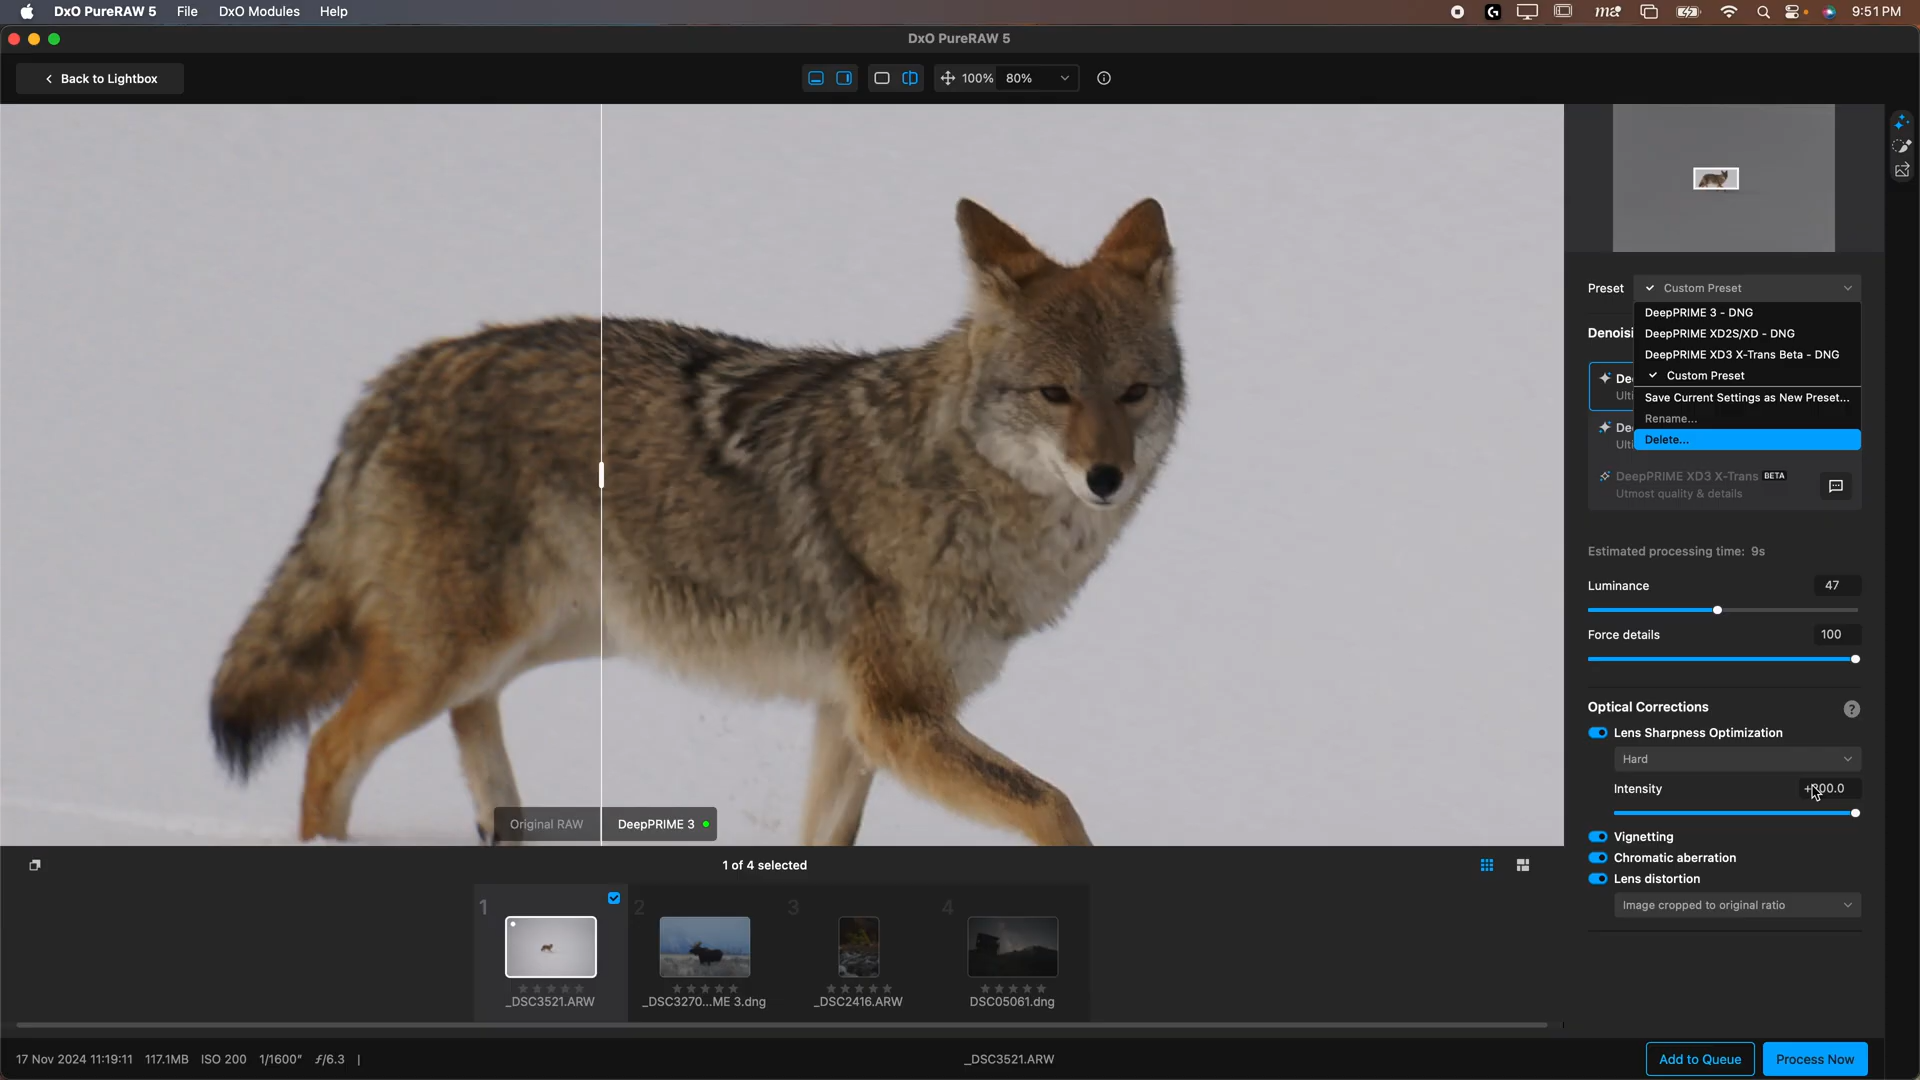 DxO PureRAW 5 File DxO Modules Help 9:51 PM
DxO PureRAW 5
Back to Lightbox
100% 80%
Preset Custom Preset
DeepPRIME 3 - DNG
DeepPRIME XD2S/XD - DNG
DeepPRIME XD3 X-Trans Beta - DNG
Custom Preset
Save Current Settings as New Preset...
Rename...
Delete...
Denoisi
De
Ulti
De
Ulti
DeepPRIME XD3 X-Trans BETA
Utmost quality & details
Estimated processing time: 9s
Luminance 47
Force details 100
Optical Corrections ?
Lens Sharpness Optimization
Hard
Intensity
Vignetting
Chromatic aberration
Lens distortion
Image cropped to original ratio
Original RAW DeepPRIME 3
1 of 4 selected
1 2 3 4
_DSC3521.ARW _DSC3270...ME 3.dng _DSC2416.ARW DSC05061.dng
17 Nov 2024 11:19:11 117.1MB ISO 200 1/1600" ƒ/6.3 |
_DSC3521.ARW
Add to Queue Process Now